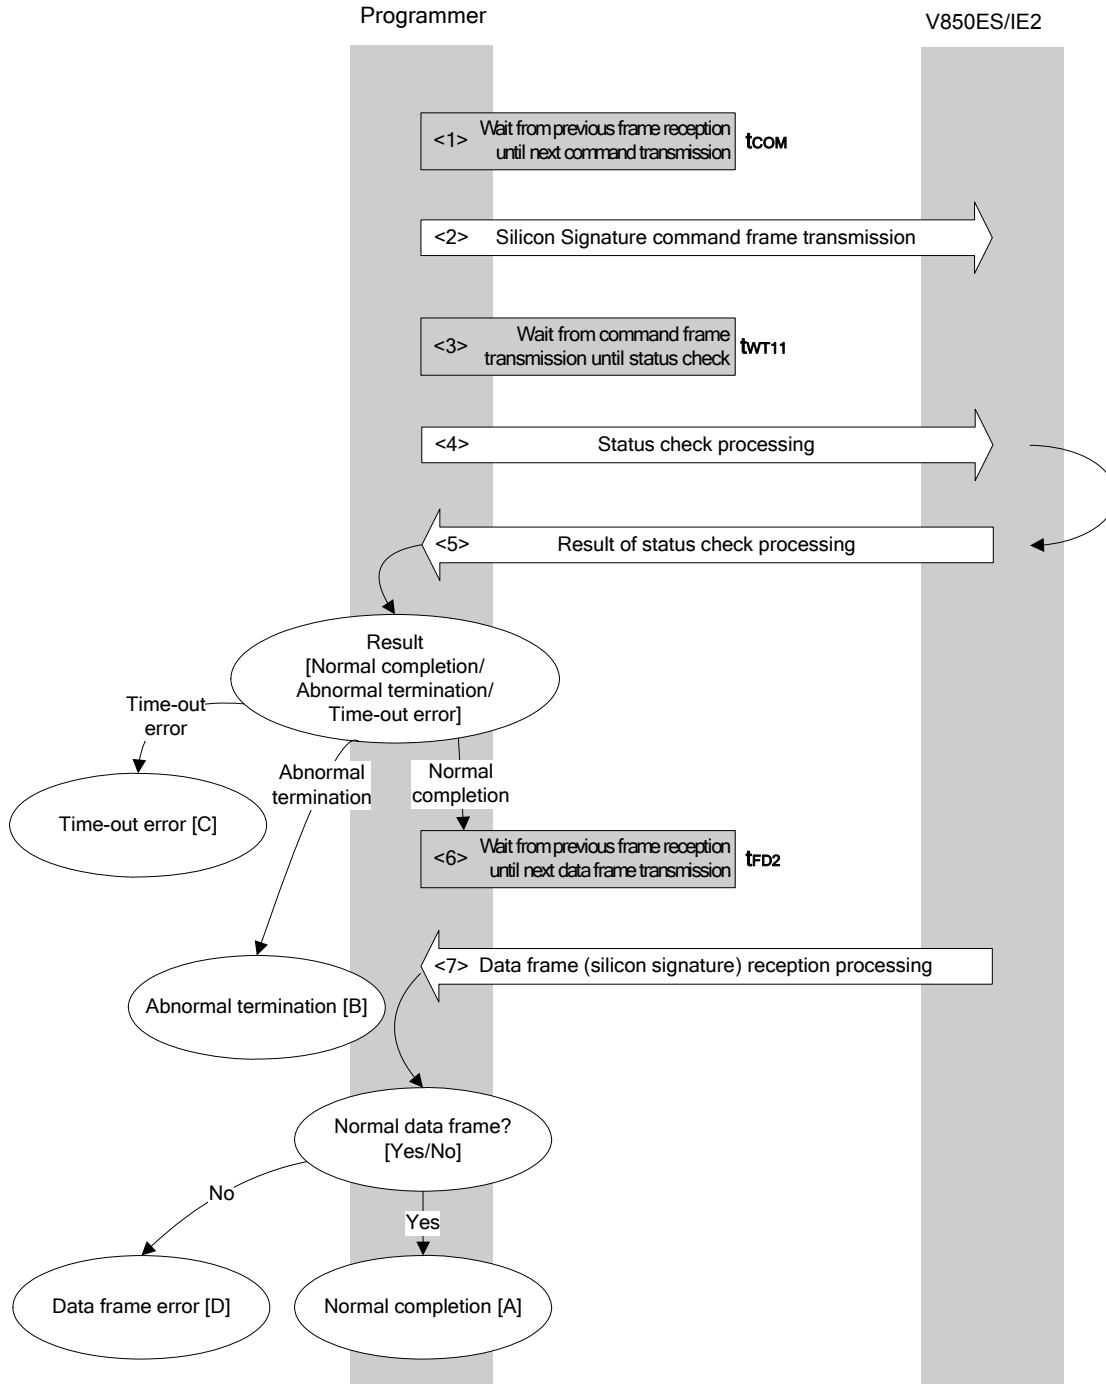 Programmer
V850ES/IE2
<1> Wait from previous frame reception
until next command transmission
tCOM
<2> Silicon Signature command frame transmission
<3> Wait from command frame
transmission until status check
tWT11
<4> Status check processing
<5> Result of status check processing
Result
[Normal completion/
Abnormal termination/
Time-out error]
Time-out
error
Abnormal
termination
Normal
completion
Time-out error [C]
<6> Wait from previous frame reception
until next data frame transmission
tFD2
<7> Data frame (silicon signature) reception processing
Abnormal termination [B]
Normal data frame?
[Yes/No]
No
Yes
Data frame error [D]
Normal completion [A]